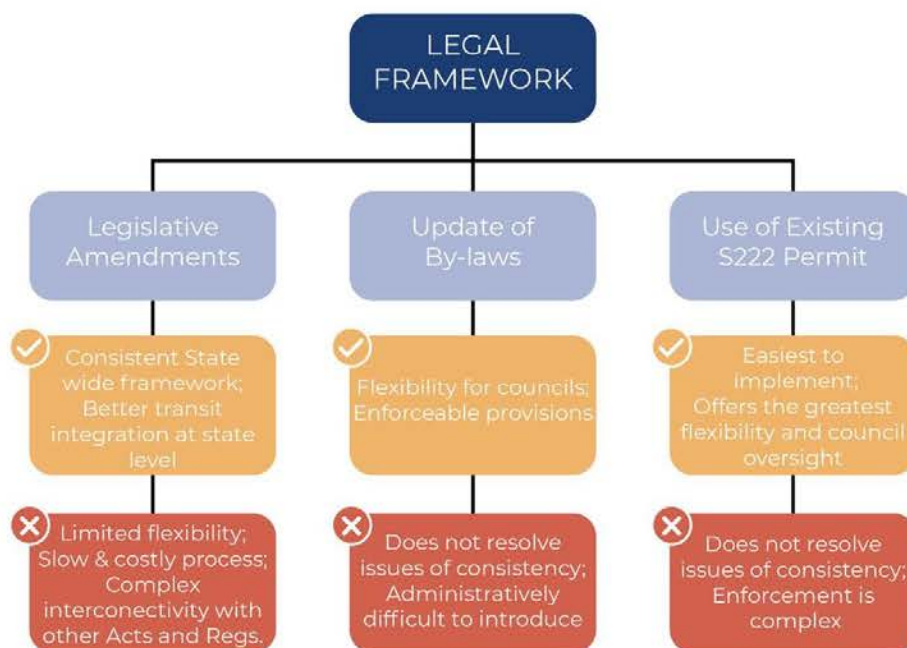 LEGAL
FRAMEWORK
Legislative
Amendments
Update of
By-laws
Use of Existing
S222 Permit
Consistent State
wide framework;
Better transit
integration at state
level
Flexibility for councils;
Enforceable provisions
Easiest to
implement;
Offers the greatest
flexibility and council
oversight
Limited flexibility;
Slow & costly process;
Complex
interconectivity with
other Acts and Regs.
Does not resolve
issues of consistency;
Administratively
difficult to introduce
Does not resolve
issues of consistency;
Enforcement is
complex